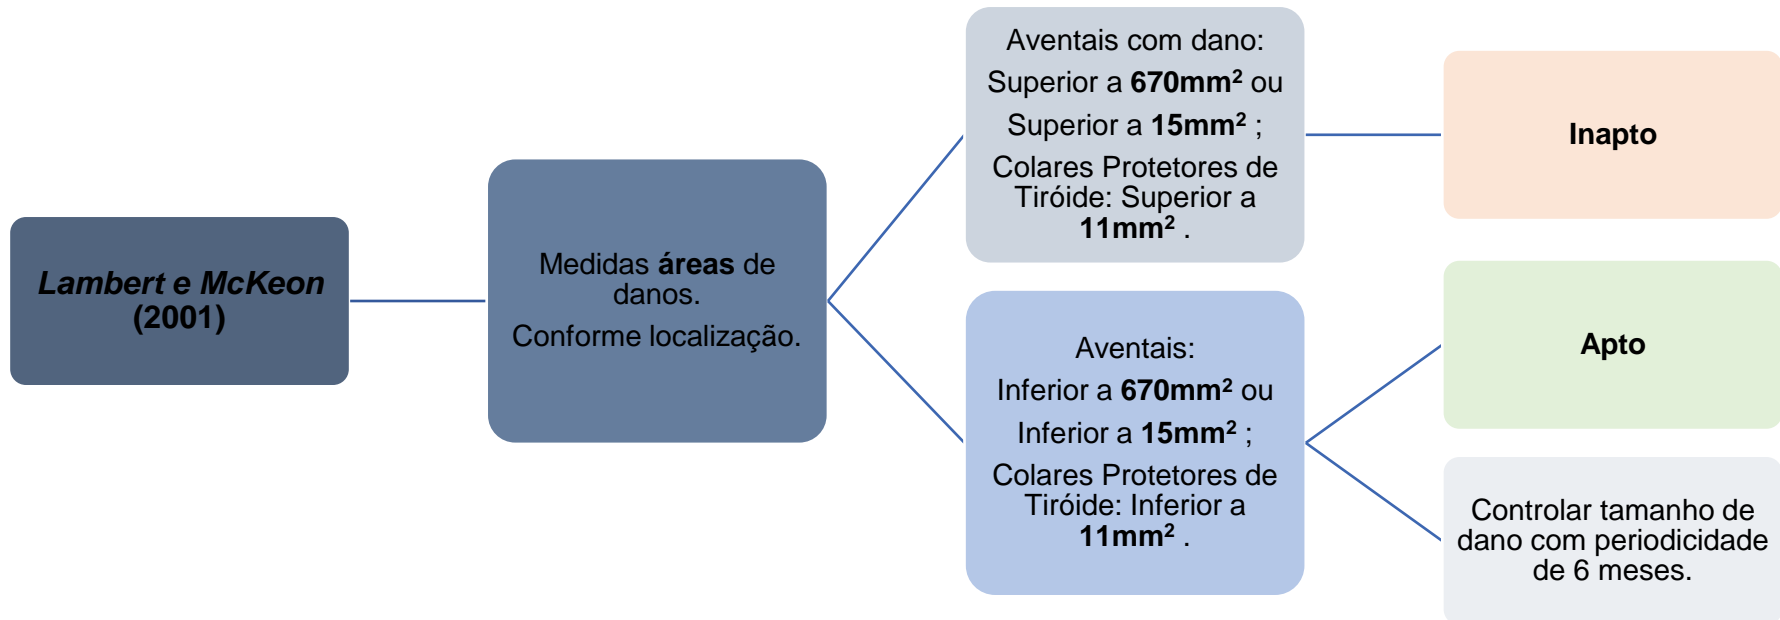 Lambert e McKeon
(2001)
Medidas áreas de
danos.
Conforme localização.
Aventais com dano:
Superior a 670mm² ou
Superior a 15mm² ;
Colares Protetores de
Tiróide: Superior a
11mm² .
Inapto
Aventais:
Inferior a 670mm² ou
Inferior a 15mm² ;
Colares Protetores de
Tiróide: Inferior a
11mm² .
Apto
Controlar tamanho de
dano com periodicidade
de 6 meses.